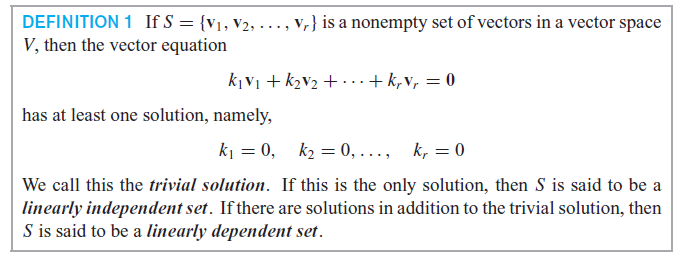 DEFINITION 1 If S = {v₁, v₂, . . . , vᵣ} is a nonempty set of vectors in a vector space
V, then the vector equation
k₁v₁ + k₂v₂ + · · · + kᵣvᵣ = 0
has at least one solution, namely,
k₁ = 0, k₂ = 0, . . . , kᵣ = 0
We call this the trivial solution. If this is the only solution, then S is said to be a
linearly independent set. If there are solutions in addition to the trivial solution, then
S is said to be a linearly dependent set.